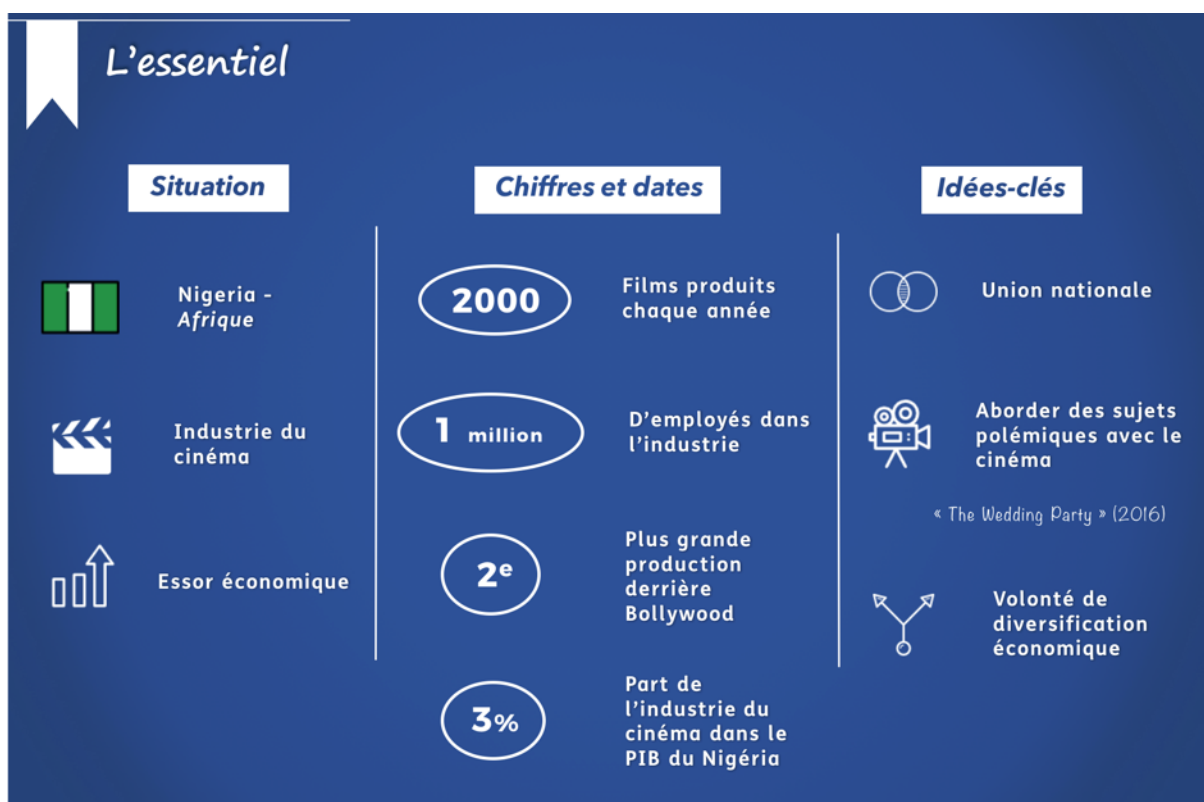 L'essentiel
Situation
Nigeria -
Afrique
Industrie du
cinéma
Essor économique
Chiffres et dates
2000
Films produits
chaque année
1 million
D'employés dans
l'industrie
2e
Plus grande
production
derrière
Bollywood
3%
Part de
l'industrie du
cinéma dans le
PIB du Nigéria
Idées-clés
Union nationale
Aborder des sujets
polémiques avec le
cinéma
« The Wedding Party » (2016)
Volonté de
diversification
économique